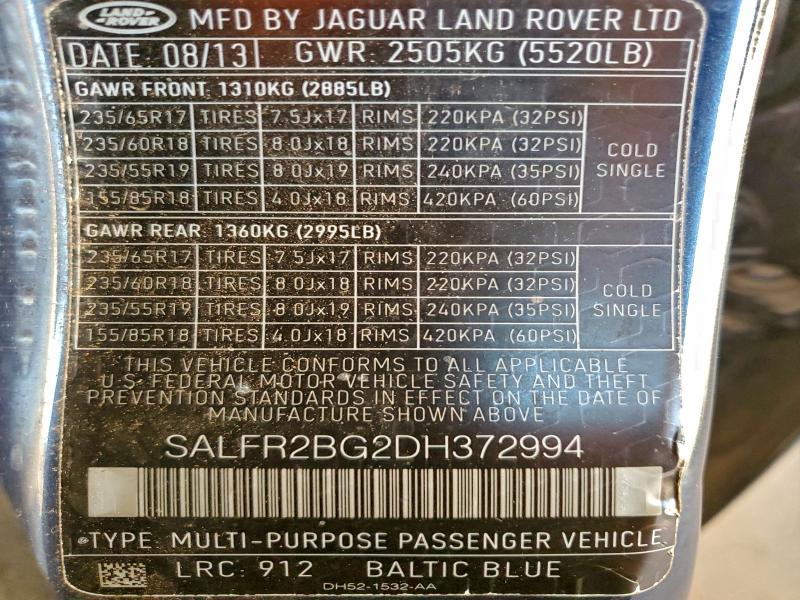 LAND ROVER MFD BY JAGUAR LAND ROVER LTD
DATE: 08/13 GWR: 2505KG (5520LB)
GAWR FRONT: 1310KG (2885LB)
235/65R17 TIRES 7.5Jx17 RIMS 220KPA (32PSI)
235/60R18 TIRES 8.0Jx18 RIMS 220KPA (32PSI)
235/55R19 TIRES 8.0Jx19 RIMS 240KPA (35PSI)
155/85R18 TIRES 4.0Jx18 RIMS 420KPA (60PSI)
COLD
SINGLE
GAWR REAR: 1360KG (2995LB)
235/65R17 TIRES 7.5Jx17 RIMS 220KPA (32PSI)
235/60R18 TIRES 8.0Jx18 RIMS 220KPA (32PSI)
235/55R19 TIRES 8.0Jx19 RIMS 240KPA (35PSI)
155/85R18 TIRES 4.0Jx18 RIMS 420KPA (60PSI)
COLD
SINGLE
THIS VEHICLE CONFORMS TO ALL APPLICABLE
U.S. FEDERAL MOTOR VEHICLE SAFETY AND THEFT
PREVENTION STANDARDS IN EFFECT ON THE DATE OF
MANUFACTURE SHOWN ABOVE
SALFR2BG2DH372994
TYPE: MULTI-PURPOSE PASSENGER VEHICLE
LRC: 912 BALTIC BLUE
DH52-1532-AA